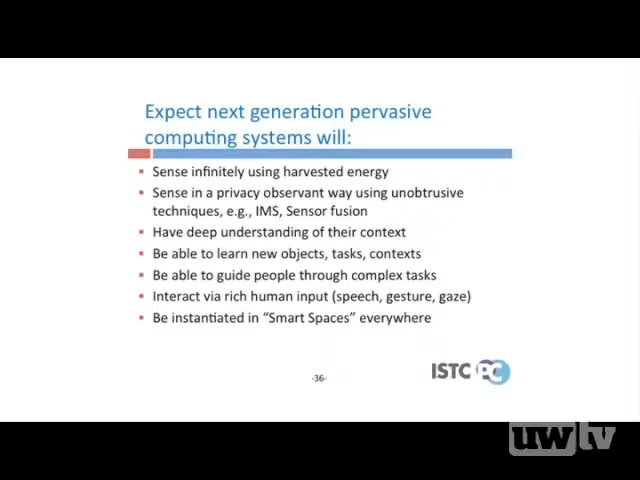 Expect next generation pervasive
computing systems will:
Sense infinitely using harvested energy
Sense in a privacy observant way using unobtrusive
techniques, e.g., IMS, Sensor fusion
Have deep understanding of their context
Be able to learn new objects, tasks, contexts
Be able to guide people through complex tasks
Interact via rich human input (speech, gesture, gaze)
Be instantiated in “Smart Spaces” everywhere
-36-
ISTC PC
uwtv